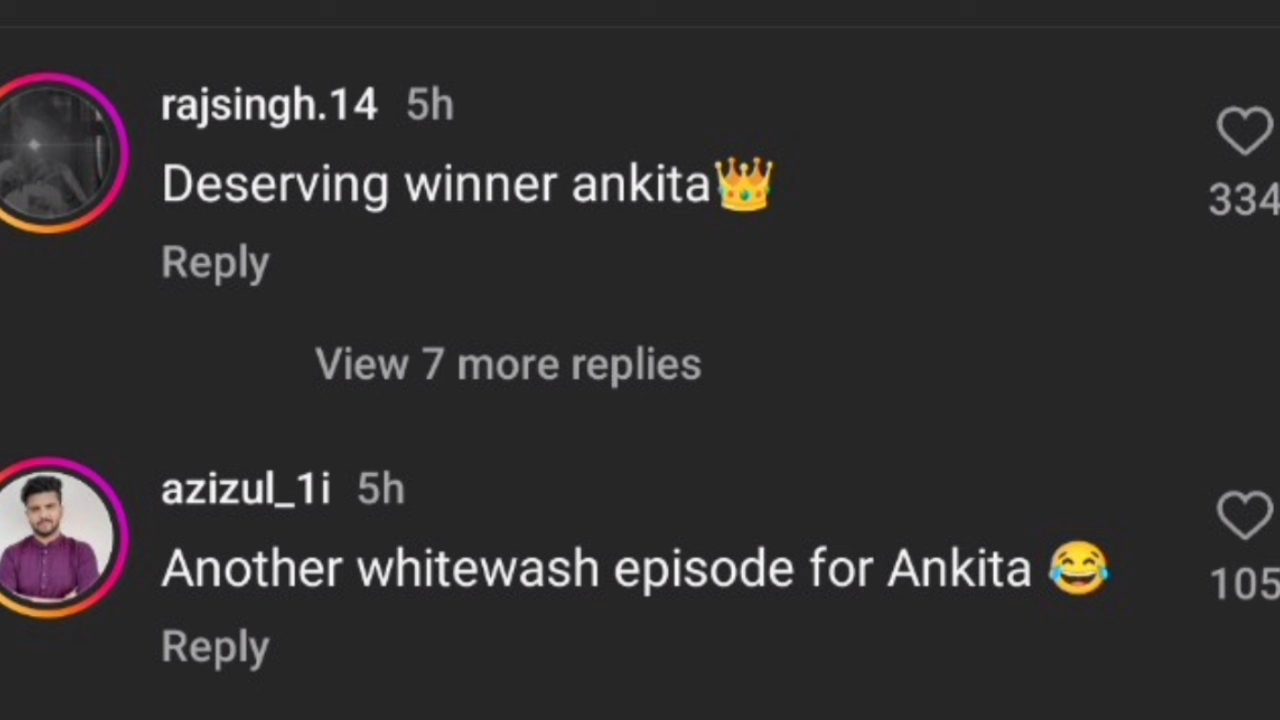 rajsingh.14 5h
Deserving winner ankita👑
334
Reply
View 7 more replies
azizul_1i 5h
Another whitewash episode for Ankita 😂
105
Reply